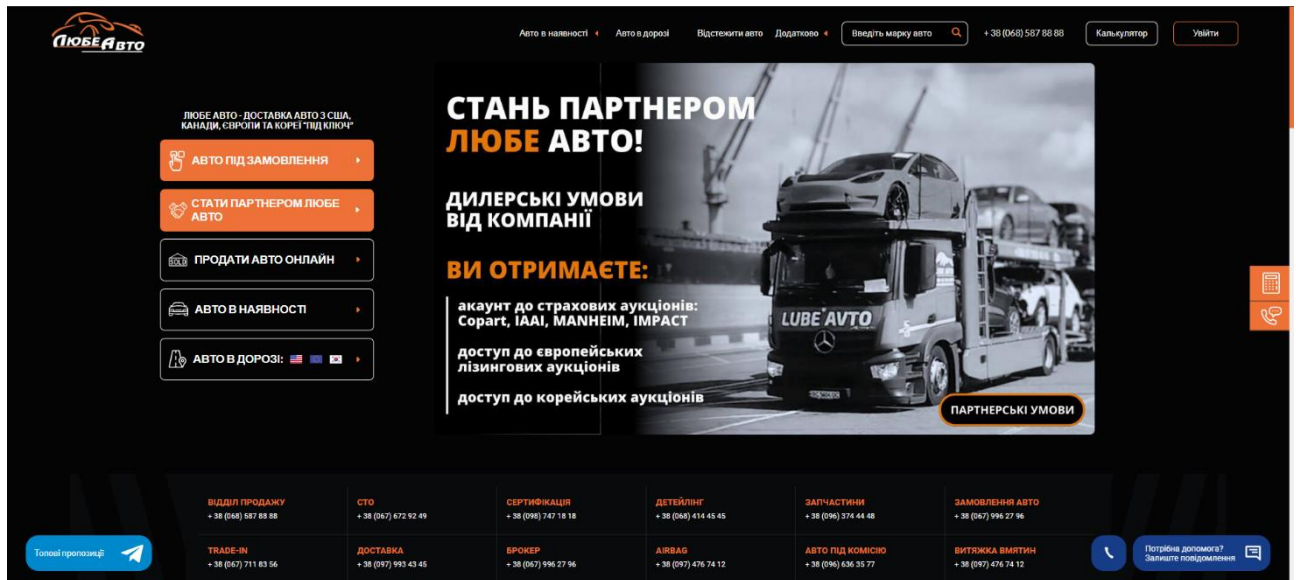 ЛЮБЕ АВТО
Авто в наявності
Авто в дорозі
Відстежити авто
Додатково
Введіть марку авто
+ 38 (068) 587 88 88
Калькулятор
Увійти
ЛЮБЕ АВТО - ДОСТАВКА АВТО З США,
КАНАДИ, ЄВРОПИ ТА КОРЕЇ "ПІД КЛЮЧ"
АВТО ПІД ЗАМОВЛЕННЯ
СТАТИ ПАРТНЕРОМ ЛЮБЕ
АВТО
SOLD
ПРОДАТИ АВТО ОНЛАЙН
АВТО В НАЯВНОСТІ
АВТО В ДОРОЗІ:
СТАНЬ ПАРТНЕРОМ
ЛЮБЕ АВТО!
ДИЛЕРСЬКІ УМОВИ
ВІД КОМПАНІЇ
ВИ ОТРИМАЄТЕ:
акаунт до страхових аукціонів:
Copart, IAAI, MANHEIM, IMPACT
доступ до європейських
лізингових аукціонів
доступ до корейських аукціонів
LUBE AVTO
ПАРТНЕРСЬКІ УМОВИ
ВІДДІЛ ПРОДАЖУ
+ 38 (068) 587 88 88
СТО
+ 38 (067) 672 92 49
СЕРТИФІКАЦІЯ
+ 38 (098) 747 18 18
ДЕТЕЙЛІНГ
+ 38 (068) 414 45 45
ЗАПЧАСТИНИ
+ 38 (096) 374 44 48
ЗАМОВЛЕННЯ АВТО
+ 38 (067) 996 27 96
TRADE-IN
+ 38 (067) 711 83 56
ДОСТАВКА
+ 38 (097) 993 43 45
БРОКЕР
+ 38 (067) 996 27 96
AIRBAG
+ 38 (097) 476 74 12
АВТО ПІД КОМІСІЮ
+ 38 (096) 636 35 77
ВИТЯЖКА ВМЯТИН
+ 38 (097) 476 74 12
Топові пропозиції
Потрібна допомога?
Залиште повідомлення